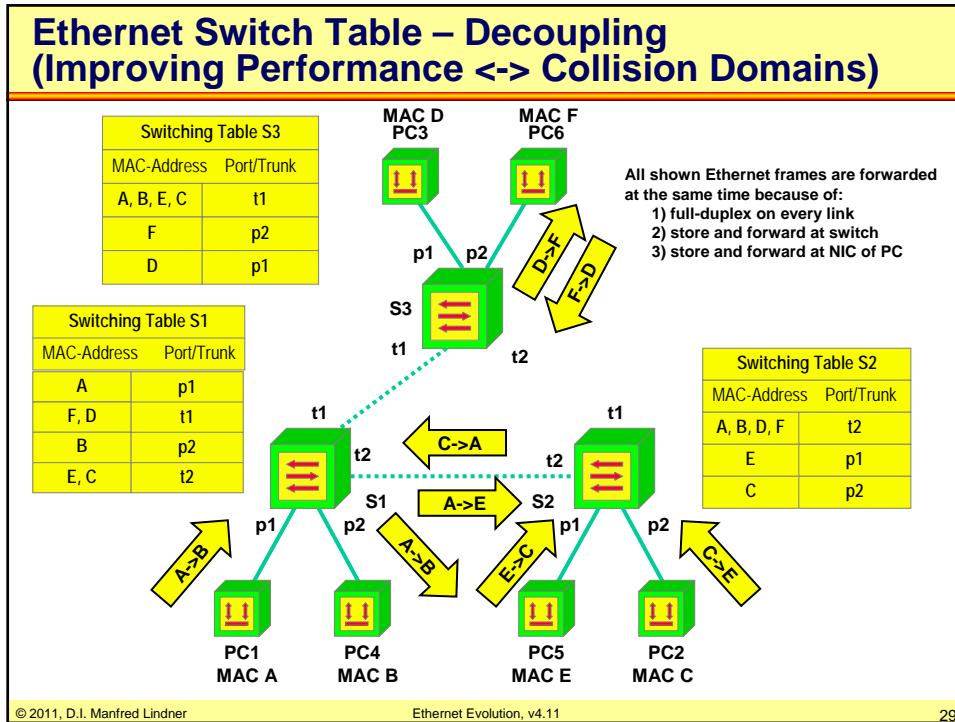 Ethernet Switch Table – Decoupling
(Improving Performance <-> Collision Domains)
MAC D
PC3
MAC F
PC6
Switching Table S3
MAC-Address Port/Trunk
A, B, E, C t1
F p2
D p1
All shown Ethernet frames are forwarded
at the same time because of:
1) full-duplex on every link
2) store and forward at switch
3) store and forward at NIC of PC
p1
p2
D->F
F->D
S3
t1
t2
Switching Table S1
MAC-Address Port/Trunk
A p1
F, D t1
B p2
E, C t2
Switching Table S2
MAC-Address Port/Trunk
A, B, D, F t2
E p1
C p2
t1
t1
C->A
t2
t2
S1
A->E
S2
p1
p2
p1
p2
A->B
A->B
E->C
C->E
PC1
MAC A
PC4
MAC B
PC5
MAC E
PC2
MAC C
© 2011, D.I. Manfred Lindner
Ethernet Evolution, v4.11
29